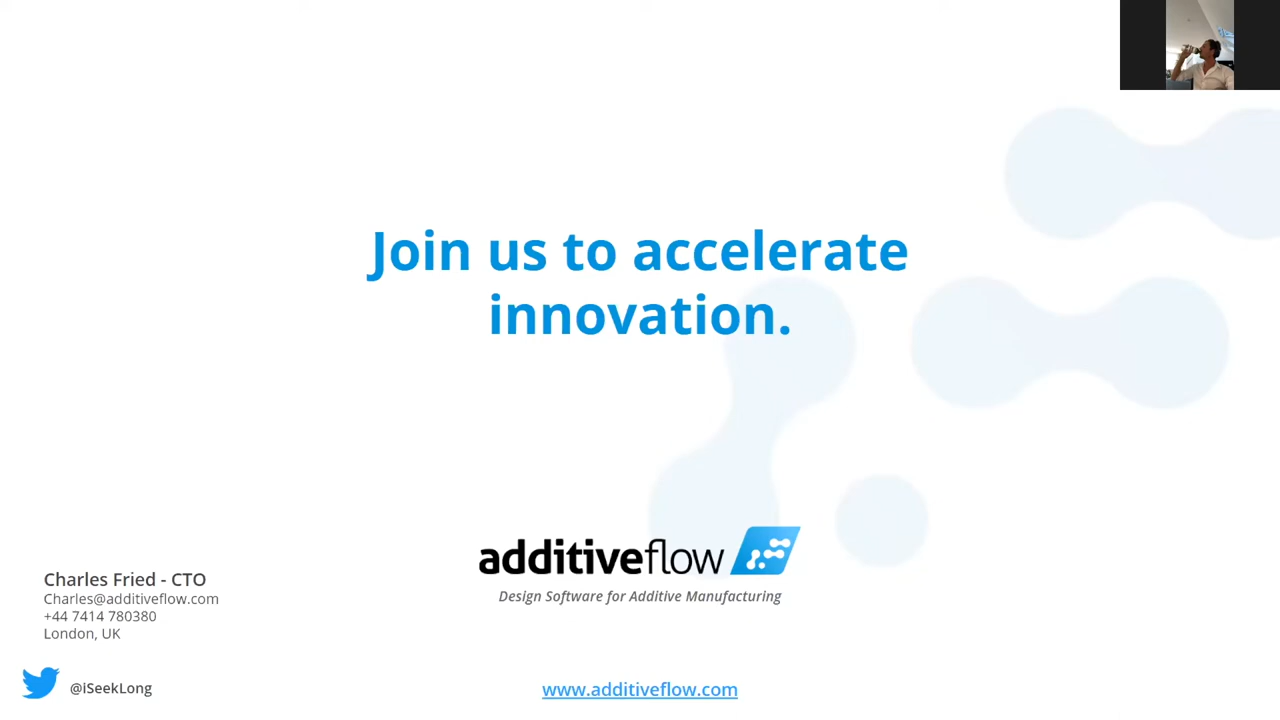 Join us to accelerate
innovation.
additiveflow
Design Software for Additive Manufacturing
Charles Fried - CTO
Charles@additiveflow.com
+44 7414 780380
London, UK
@iSeekLong
www.additiveflow.com